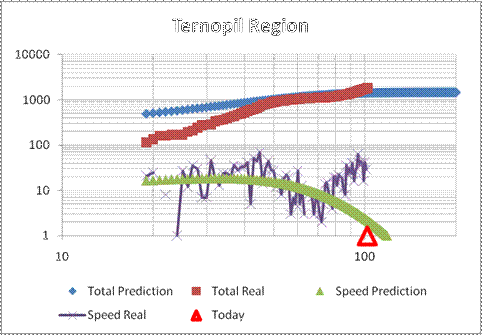 Ternopil Region
10000
1000
100
10
1
10 100
Total Prediction Total Real Speed Prediction
Speed Real Today